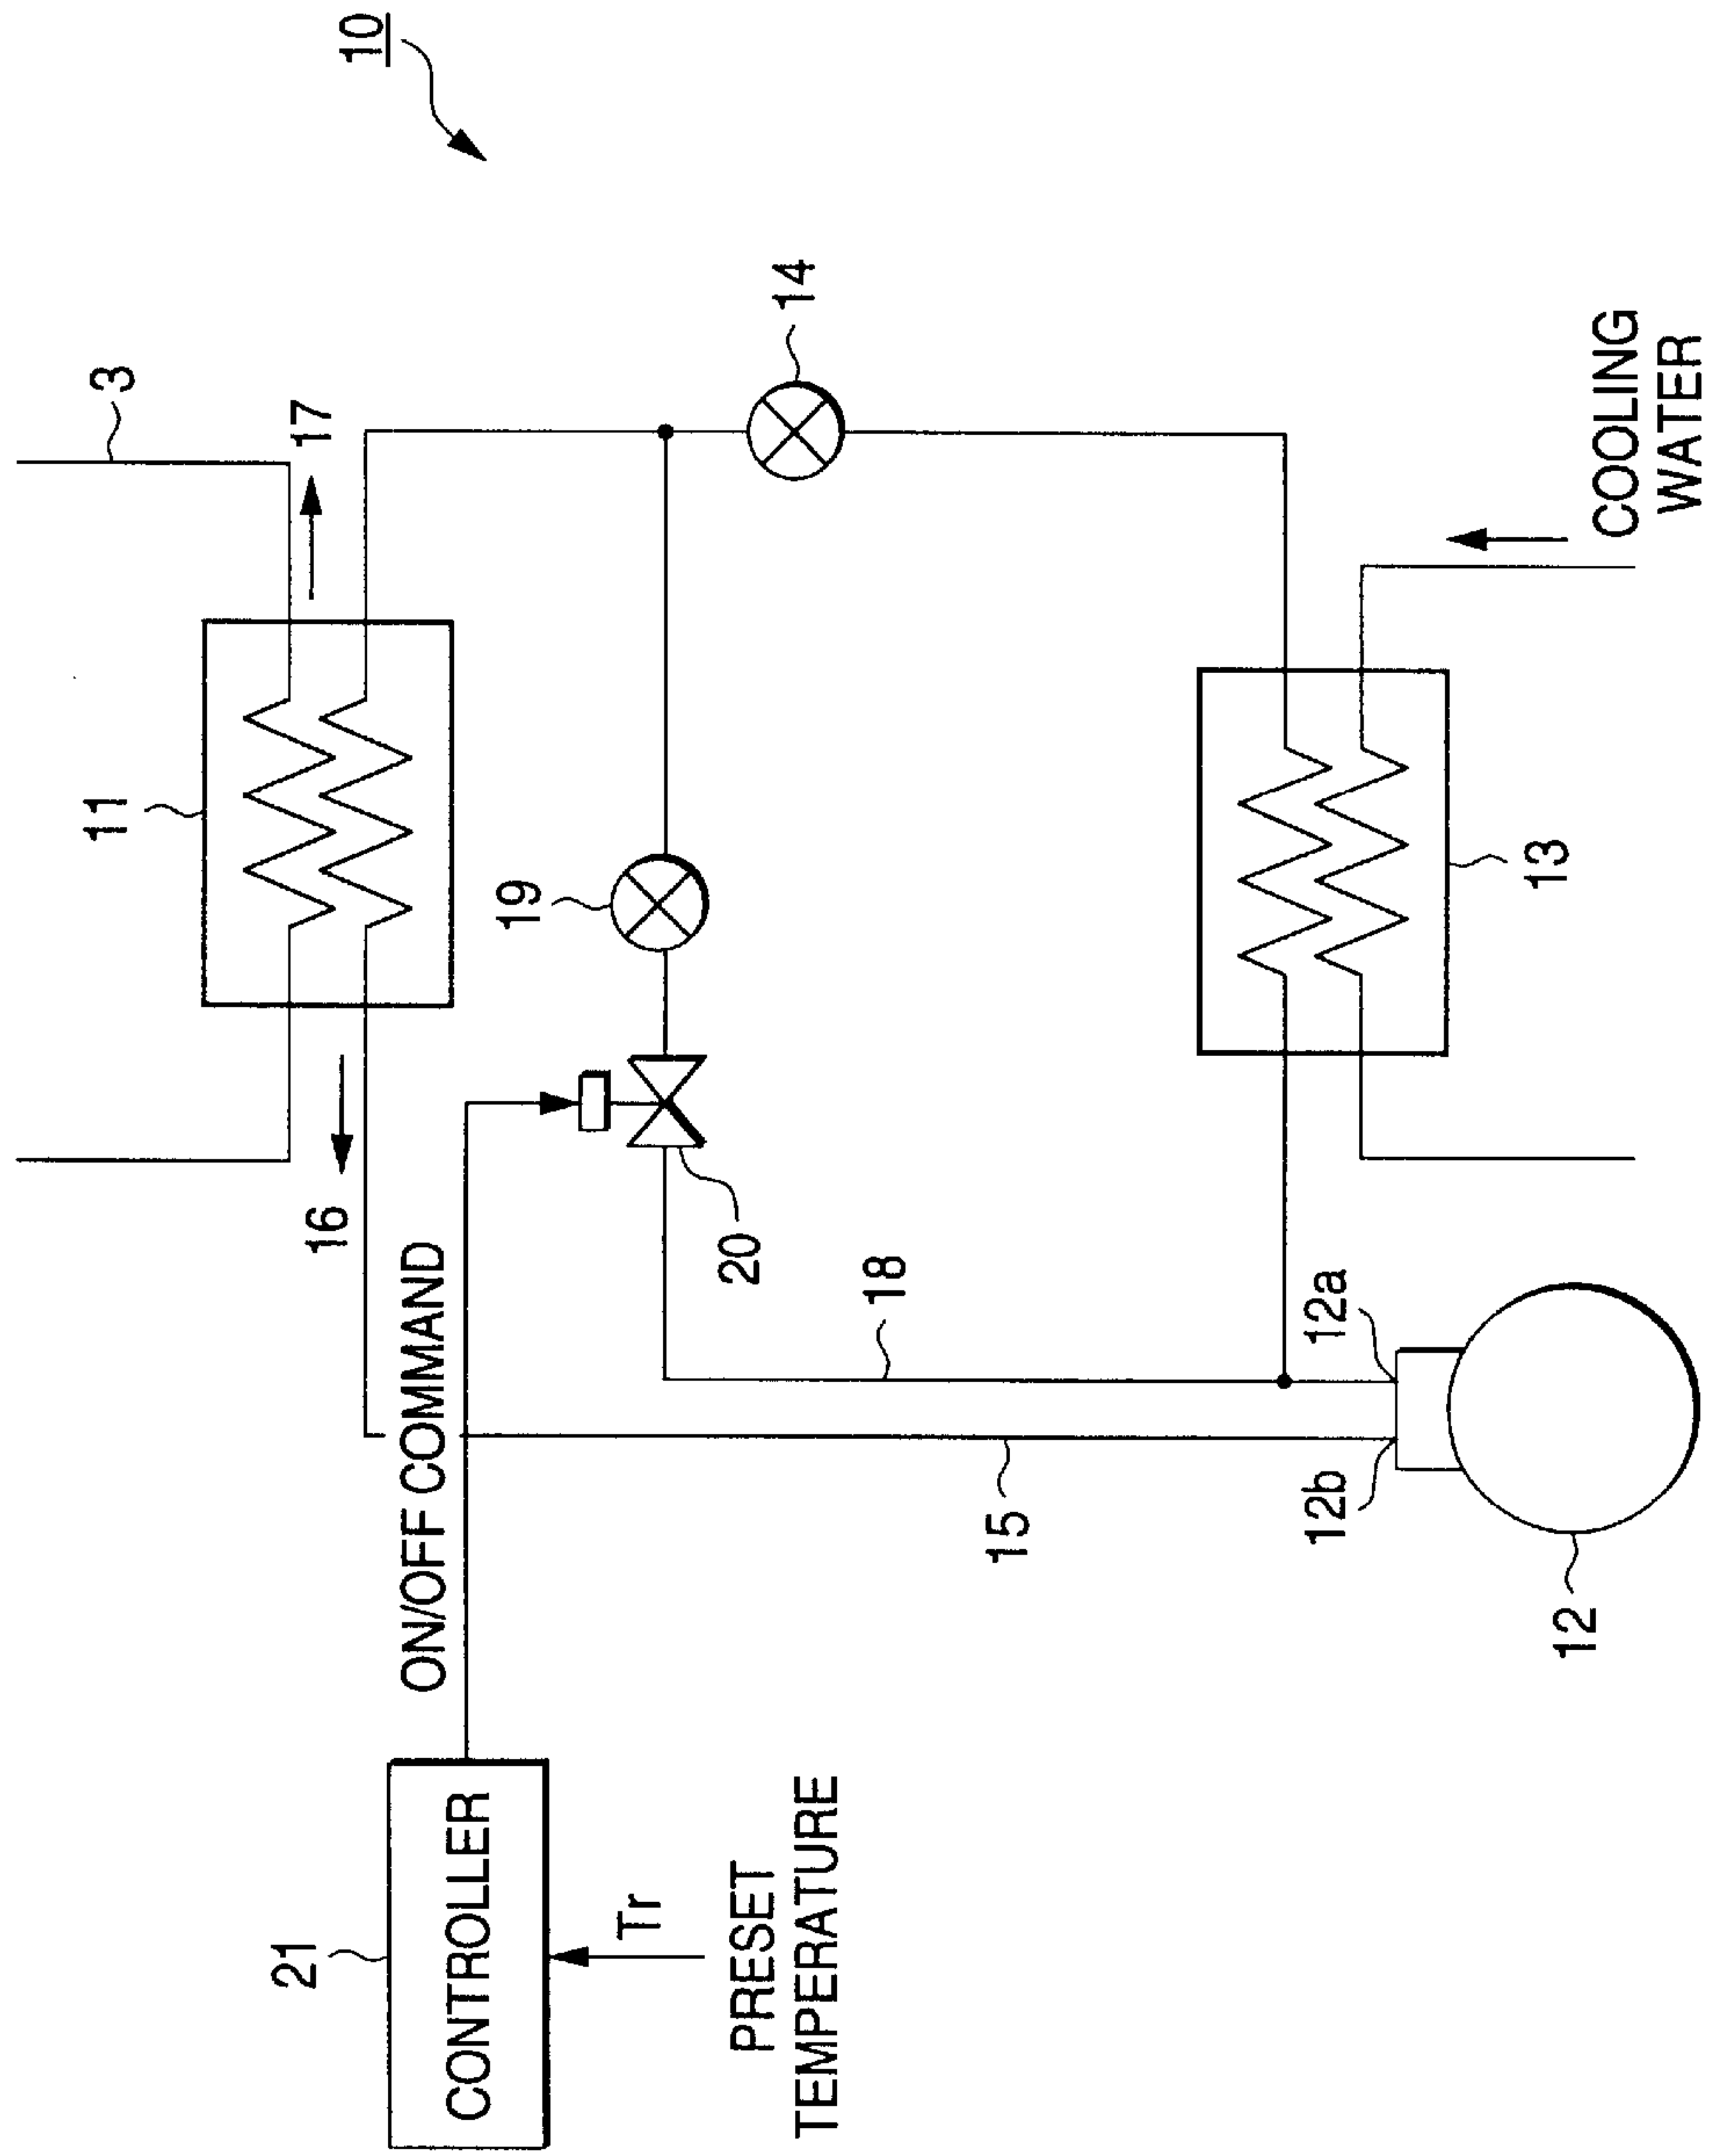 10
3
17
14
11
19
16
20
ON/OFF COMMAND
18
12a
12b
15
12
13
COOLING
WATER
21
CONTROLLER
Tr
PRESET
TEMPERATURE